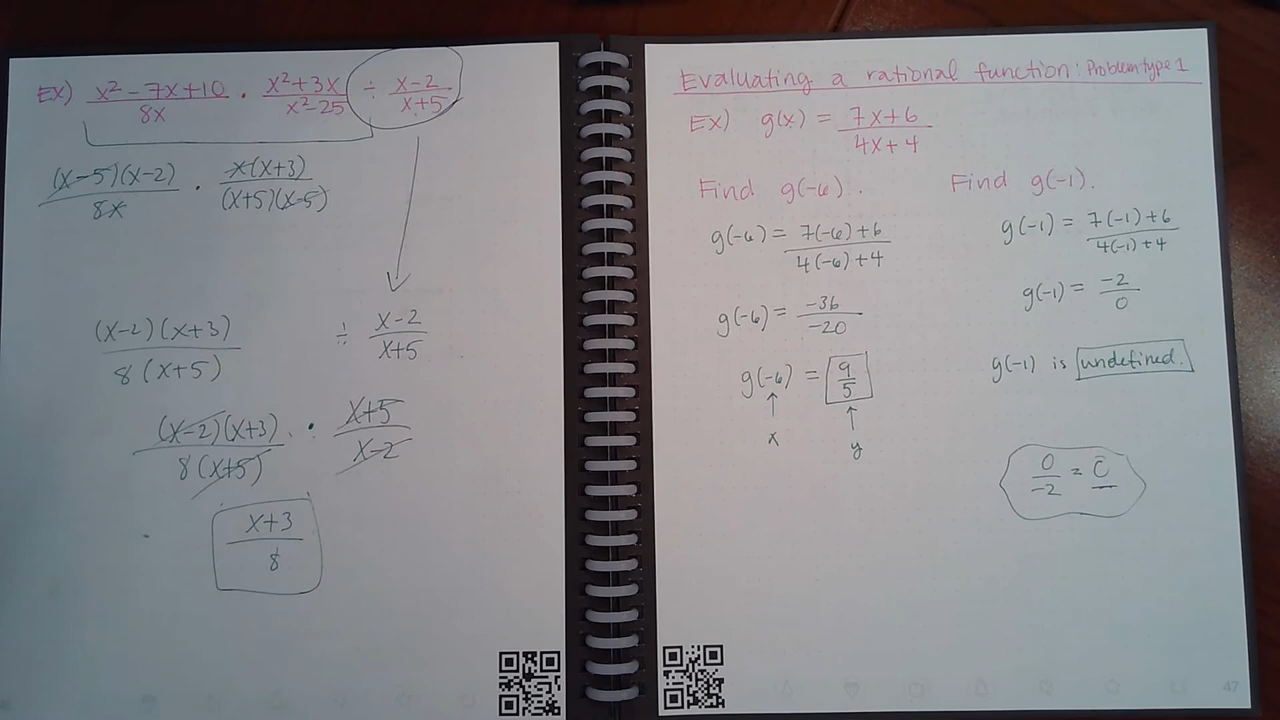 EX) x² - 7x + 10 / 8x · x² + 3x / x² - 25 ÷ x - 2 / x + 5
(x-5)(x-2) / 8x · x(x+3) / (x+5)(x-5)
(x-2)(x+3) / 8(x+5) ÷ x-2 / x+5
(x-2)(x+3) / 8(x+5) · x+5 / x-2
x+3 / 8
Evaluating a rational function: Problem type 1
EX) g(x) = 7x+6 / 4x+4
Find g(-6).
g(-6) = 7(-6)+6 / 4(-6)+4
g(-6) = -36 / -20
g(-6) = 9/5
↑ ↑
x y
Find g(-1).
g(-1) = 7(-1)+6 / 4(-1)+4
g(-1) = -2 / 0
g(-1) is undefined.
0 / -2 = 0
47